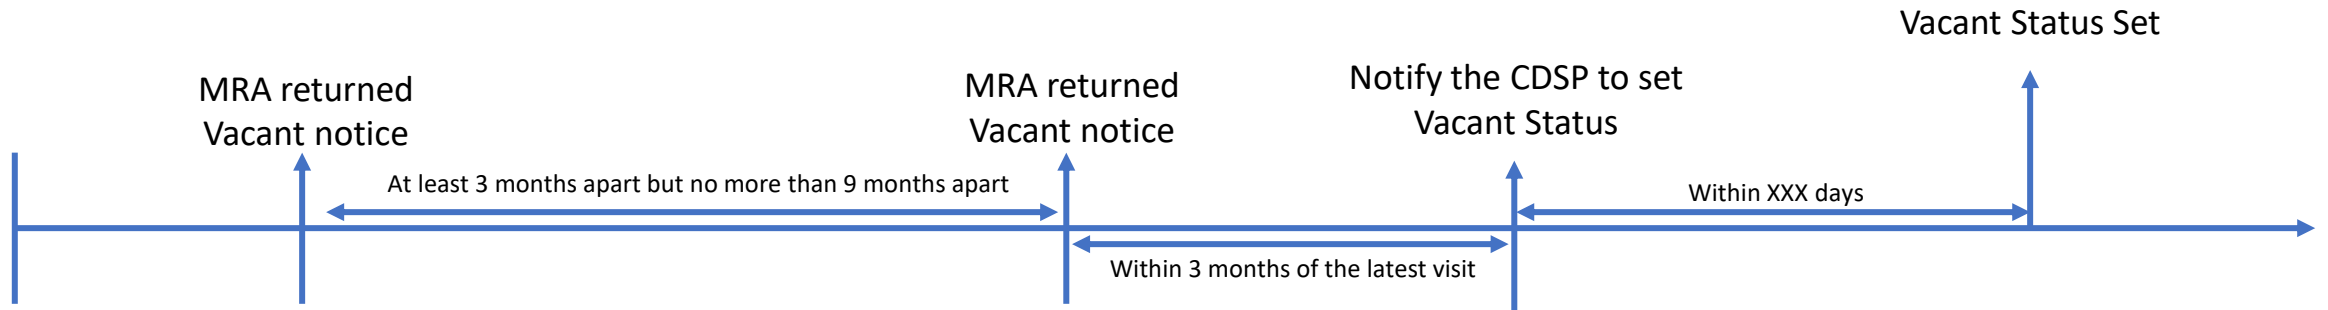 Vacant Status Set
MRA returned
Vacant notice
MRA returned
Vacant notice
Notify the CDSP to set
Vacant Status
At least 3 months apart but no more than 9 months apart
Within XXX days
Within 3 months of the latest visit